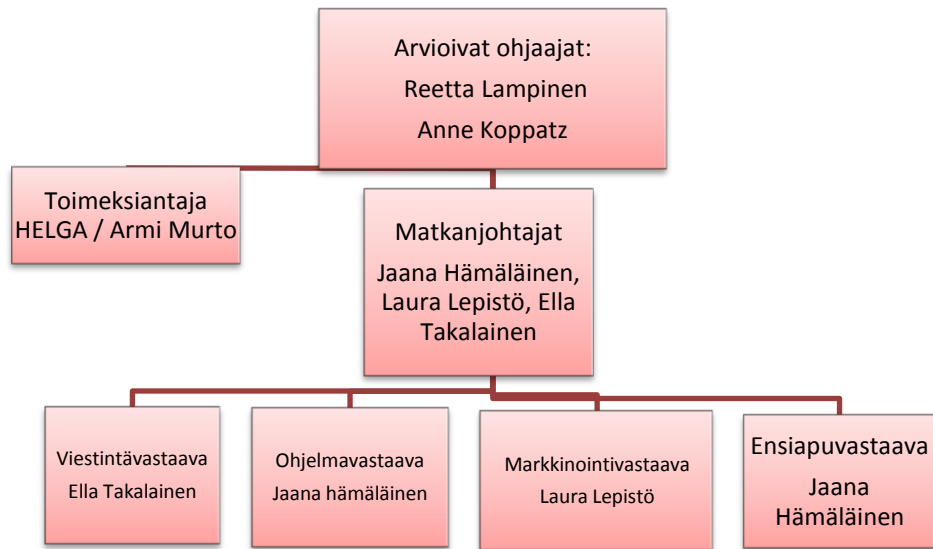 Arvioivat ohjaajat:
Reetta Lampinen
Anne Koppatz
Toimeksiantaja
HELGA / Armi Murto
Matkanjohtajat
Jaana Hämäläinen,
Laura Lepistö, Ella
Takalainen
Viestintävastaava
Ella Takalainen
Ohjelmavastaava
Jaana hämäläinen
Markkinointivastaava
Laura Lepistö
Ensiapuvastaava
Jaana
Hämäläinen